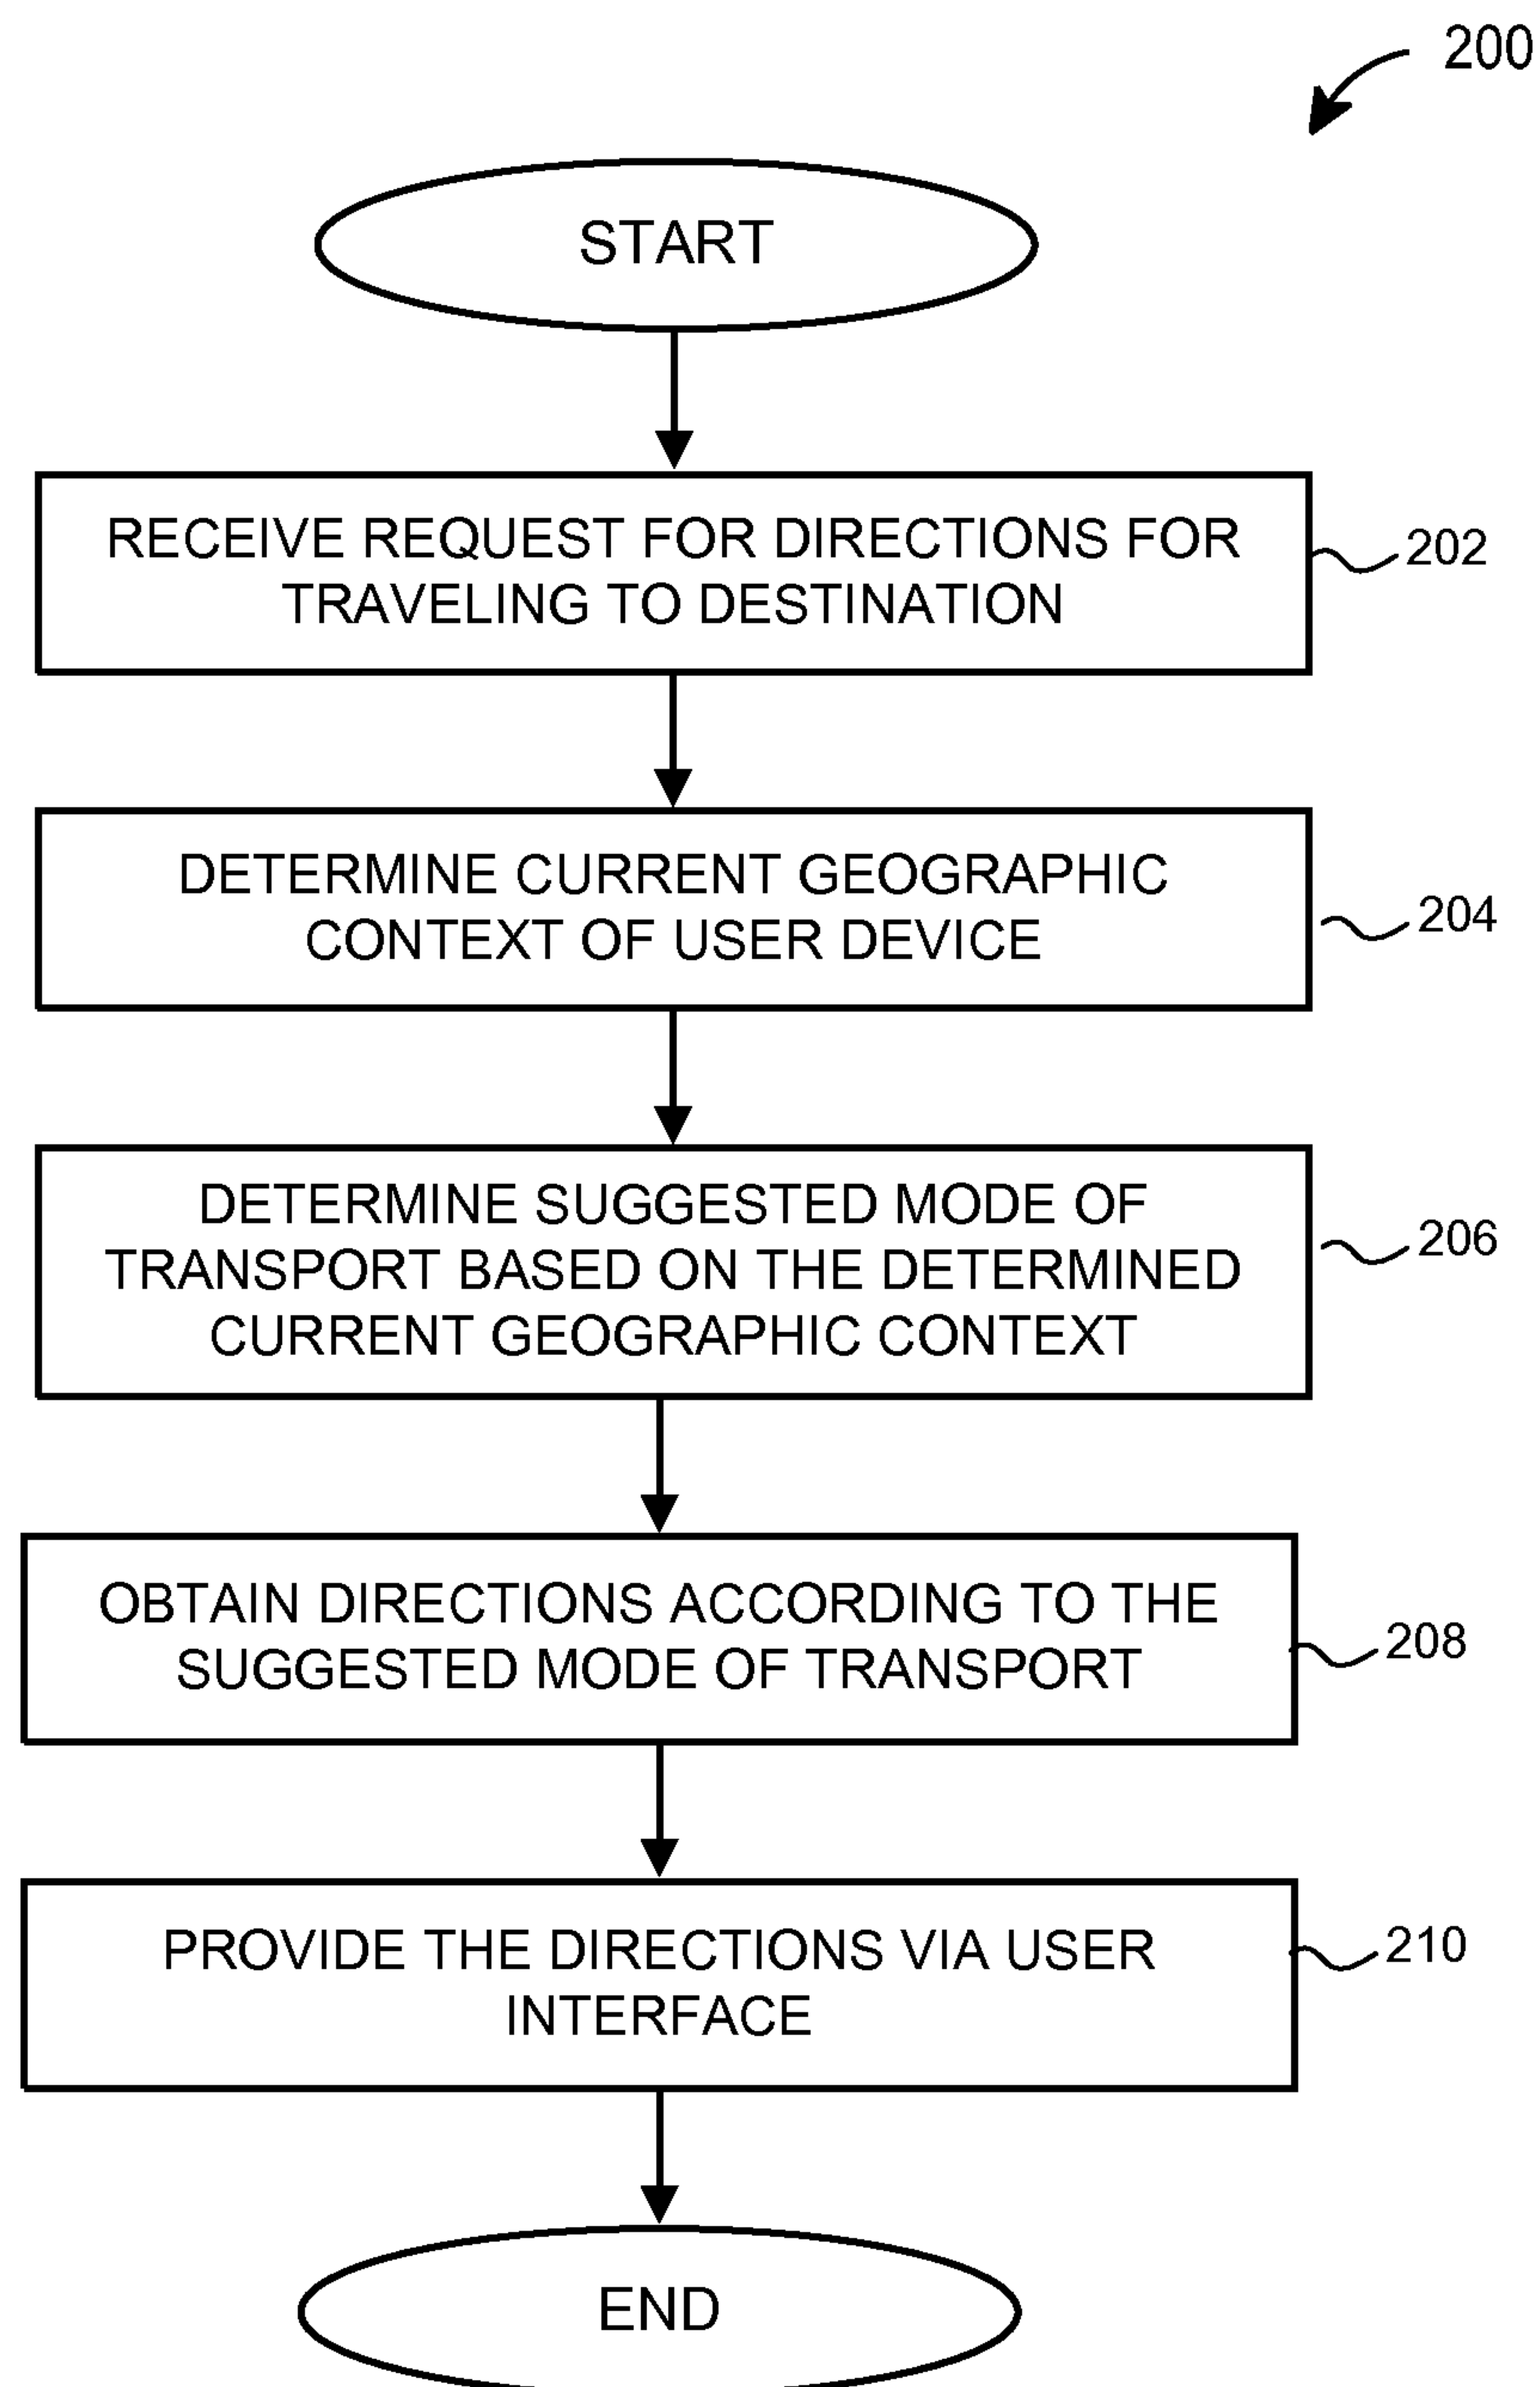 200
START
RECEIVE REQUEST FOR DIRECTIONS FOR
TRAVELING TO DESTINATION
202
DETERMINE CURRENT GEOGRAPHIC
CONTEXT OF USER DEVICE
204
DETERMINE SUGGESTED MODE OF
TRANSPORT BASED ON THE DETERMINED
CURRENT GEOGRAPHIC CONTEXT
206
OBTAIN DIRECTIONS ACCORDING TO THE
SUGGESTED MODE OF TRANSPORT
208
PROVIDE THE DIRECTIONS VIA USER
INTERFACE
210
END